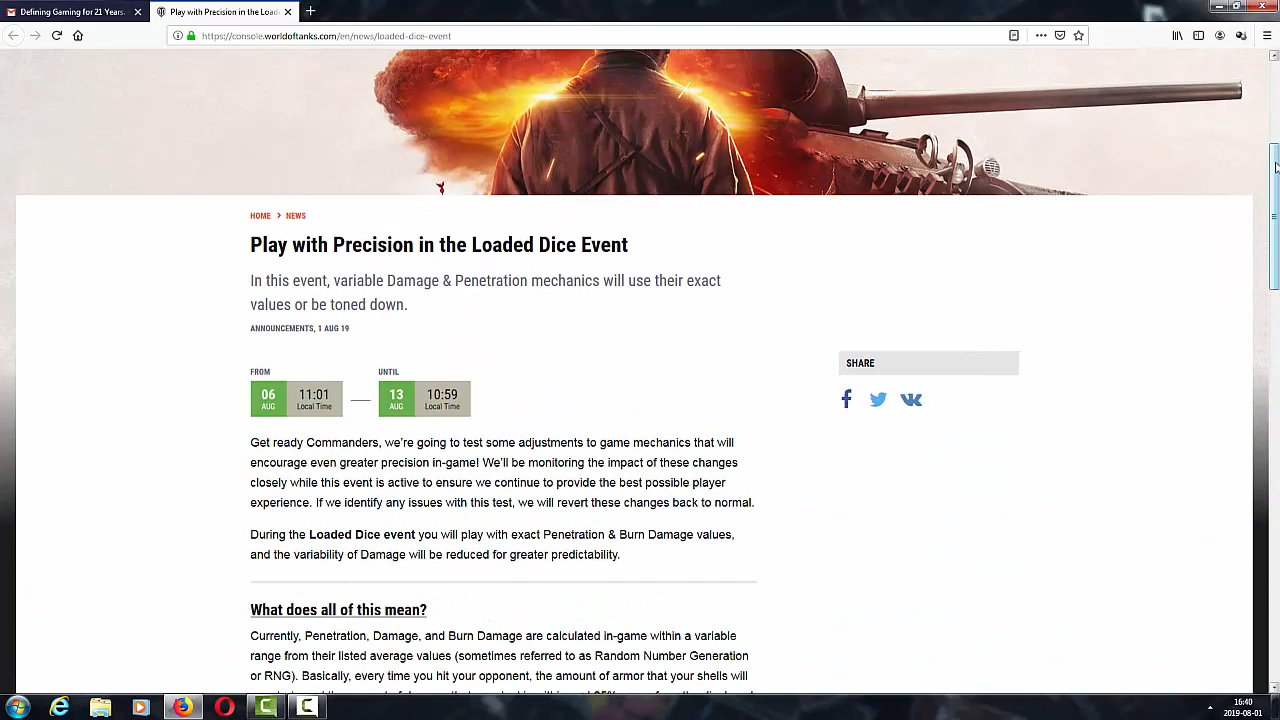 Defining Gaming for 21 Years.
Play with Precision in the Load
https://console.worldoftanks.com/en/news/loaded-dice-event
HOME > NEWS
Play with Precision in the Loaded Dice Event
In this event, variable Damage & Penetration mechanics will use their exact
values or be toned down.
ANNOUNCEMENTS, 1 AUG 19
FROM
UNTIL
06 AUG 11:01 Local Time
13 AUG 10:59 Local Time
SHARE
Get ready Commanders, we're going to test some adjustments to game mechanics that will
encourage even greater precision in-game! We'll be monitoring the impact of these changes
closely while this event is active to ensure we continue to provide the best possible player
experience. If we identify any issues with this test, we will revert these changes back to normal.
During the Loaded Dice event you will play with exact Penetration & Burn Damage values,
and the variability of Damage will be reduced for greater predictability.
What does all of this mean?
Currently, Penetration, Damage, and Burn Damage are calculated in-game within a variable
range from their listed average values (sometimes referred to as Random Number Generation
or RNG). Basically, every time you hit your opponent, the amount of armor that your shells will
16:40
2019-08-01